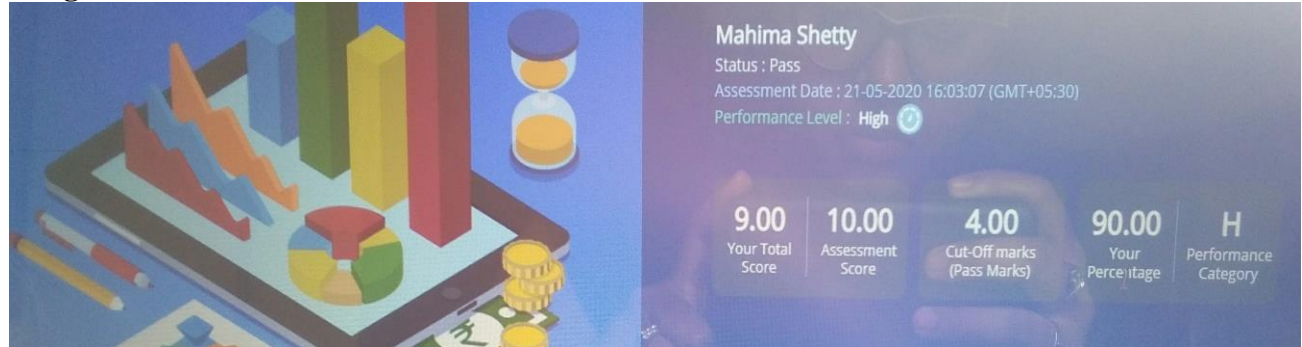 Mahima Shetty
Status : Pass
Assessment Date : 21-05-2020 16:03:07 (GMT+05:30)
Performance Level : High
9.00
Your Total
Score
10.00
Assessment
Score
4.00
Cut-Off marks
(Pass Marks)
90.00
Your
Percentage
H
Performance
Category
₹